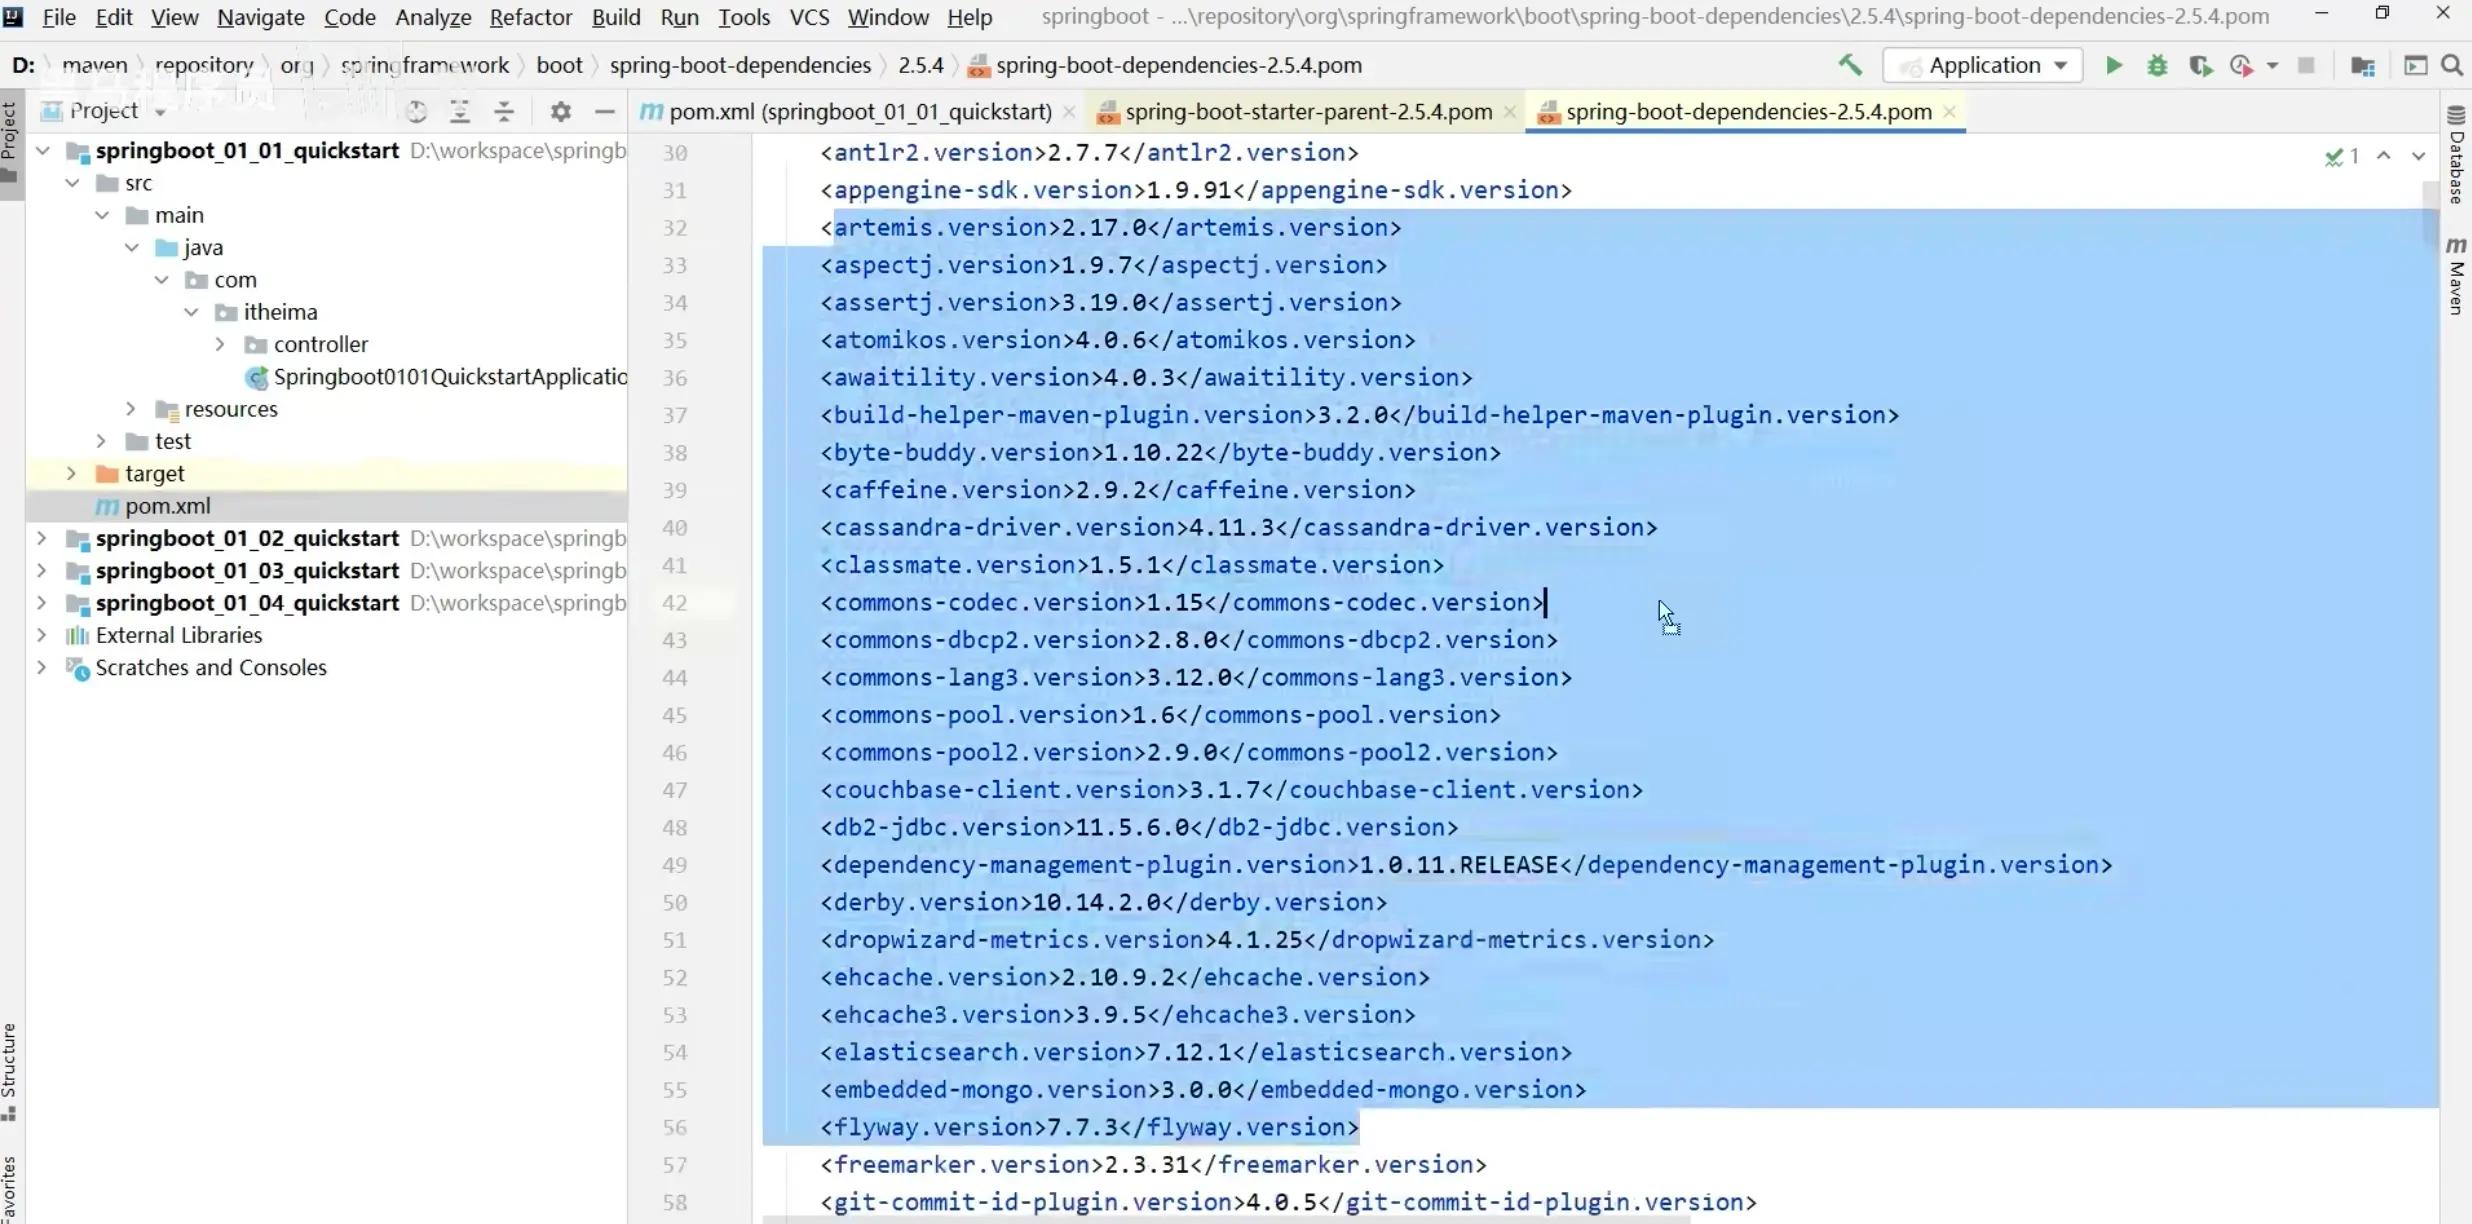 File Edit View Navigate Code Analyze Refactor Build Run Tools VCS Window Help springboot - ...\repository\org\springframework\boot\spring-boot-dependencies\2.5.4\spring-boot-dependencies-2.5.4.pom
D: maven repository org springframework boot spring-boot-dependencies 2.5.4 spring-boot-dependencies-2.5.4.pom Application
Project
pom.xml (springboot_01_01_quickstart) spring-boot-starter-parent-2.5.4.pom spring-boot-dependencies-2.5.4.pom
Project
springboot_01_01_quickstart D:\workspace\springb
src
main
java
com
itheima
controller
Springboot0101QuickstartApplicatio
resources
test
target
pom.xml
springboot_01_02_quickstart D:\workspace\springb
springboot_01_03_quickstart D:\workspace\springb
springboot_01_04_quickstart D:\workspace\springb
External Libraries
Scratches and Consoles
Structure
Favorites
30 <antlr2.version>2.7.7</antlr2.version>
31 <appengine-sdk.version>1.9.91</appengine-sdk.version>
32 <artemis.version>2.17.0</artemis.version>
33 <aspectj.version>1.9.7</aspectj.version>
34 <assertj.version>3.19.0</assertj.version>
35 <atomikos.version>4.0.6</atomikos.version>
36 <awaitility.version>4.0.3</awaitility.version>
37 <build-helper-maven-plugin.version>3.2.0</build-helper-maven-plugin.version>
38 <byte-buddy.version>1.10.22</byte-buddy.version>
39 <caffeine.version>2.9.2</caffeine.version>
40 <cassandra-driver.version>4.11.3</cassandra-driver.version>
41 <classmate.version>1.5.1</classmate.version>
42 <commons-codec.version>1.15</commons-codec.version>
43 <commons-dbcp2.version>2.8.0</commons-dbcp2.version>
44 <commons-lang3.version>3.12.0</commons-lang3.version>
45 <commons-pool.version>1.6</commons-pool.version>
46 <commons-pool2.version>2.9.0</commons-pool2.version>
47 <couchbase-client.version>3.1.7</couchbase-client.version>
48 <db2-jdbc.version>11.5.6.0</db2-jdbc.version>
49 <dependency-management-plugin.version>1.0.11.RELEASE</dependency-management-plugin.version>
50 <derby.version>10.14.2.0</derby.version>
51 <dropwizard-metrics.version>4.1.25</dropwizard-metrics.version>
52 <ehcache.version>2.10.9.2</ehcache.version>
53 <ehcache3.version>3.9.5</ehcache3.version>
54 <elasticsearch.version>7.12.1</elasticsearch.version>
55 <embedded-mongo.version>3.0.0</embedded-mongo.version>
56 <flyway.version>7.7.3</flyway.version>
57 <freemarker.version>2.3.31</freemarker.version>
58 <git-commit-id-plugin.version>4.0.5</git-commit-id-plugin.version>
1
Database
Maven